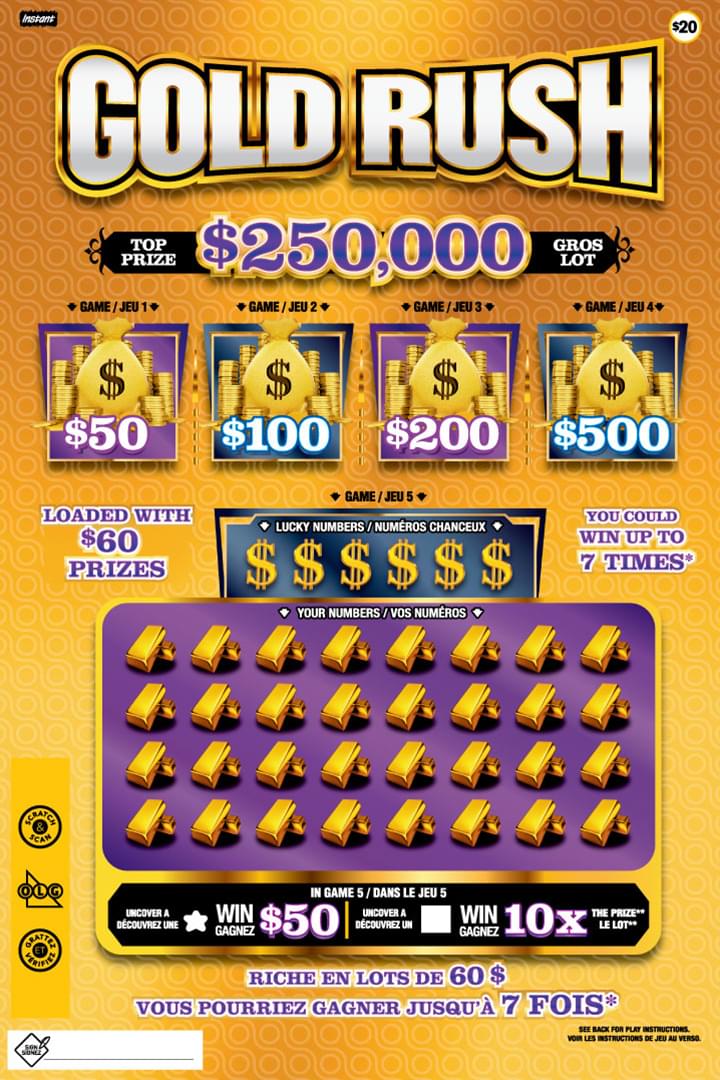 Instant
$20
GOLD RUSH
TOP PRIZE
$250,000
GROS LOT
GAME / JEU 1
GAME / JEU 2
GAME / JEU 3
GAME / JEU 4
$
$
$
$
$50
$100
$200
$500
GAME / JEU 5
LOADED WITH
$60
PRIZES
LUCKY NUMBERS / NUMÉROS CHANCEUX
$ $ $ $ $ $
YOU COULD
WIN UP TO
7 TIMES*
YOUR NUMBERS / VOS NUMÉROS
SCRATCH & SCAN
OLG
GRATTEZ ET VÉRIFIEZ
IN GAME 5 / DANS LE JEU 5
UNCOVER A
DÉCOUVREZ UNE
WIN
GAGNEZ
$50
UNCOVER A
DÉCOUVREZ UN
WIN
GAGNEZ
10X
THE PRIZE**
LE LOT**
RICHE EN LOTS DE 60 $
VOUS POURRIEZ GAGNER JUSQU'À 7 FOIS*
SEE BACK FOR PLAY INSTRUCTIONS.
VOIR LES INSTRUCTIONS DE JEU AU VERSO.
SIGN
SIGNEZ